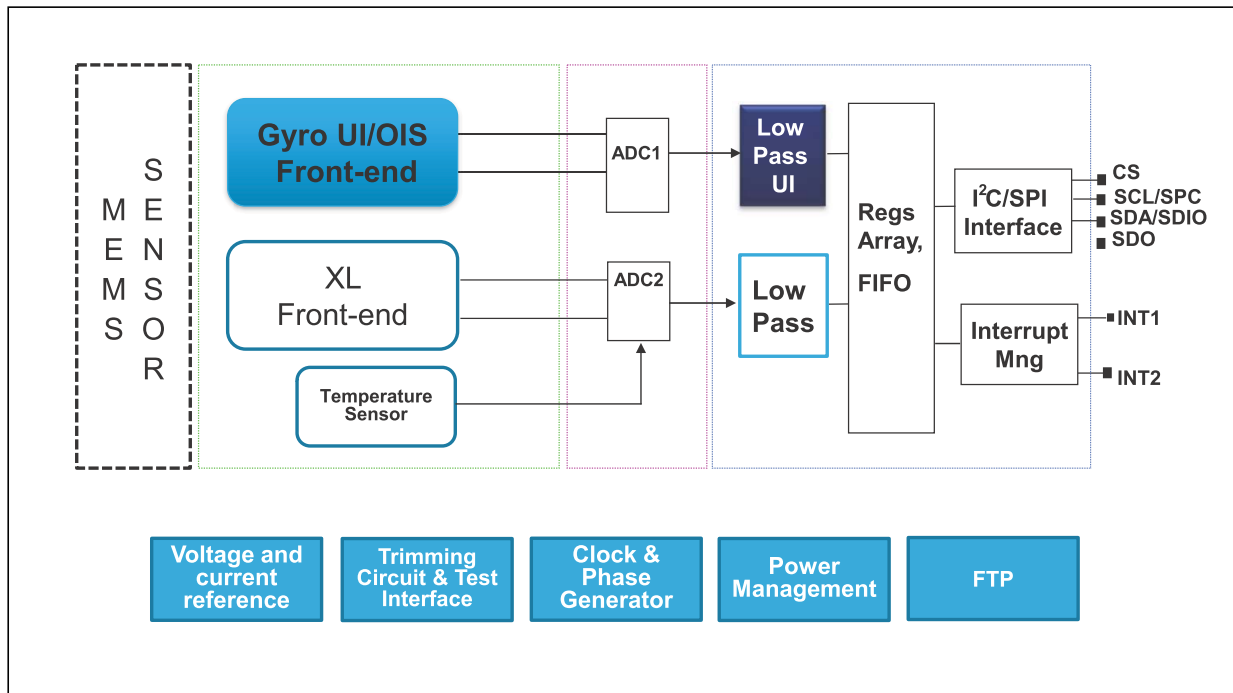 MEMS
SENSOR
Gyro UI/OIS
Front-end
XL
Front-end
Temperature
Sensor
ADC1
ADC2
Low
Pass
UI
Low
Pass
Regs
Array,
FIFO
I²C/SPI
Interface
Interrupt
Mng
CS
SCL/SPC
SDA/SDIO
SDO
INT1
INT2
Voltage and
current
reference
Trimming
Circuit & Test
Interface
Clock &
Phase
Generator
Power
Management
FTP